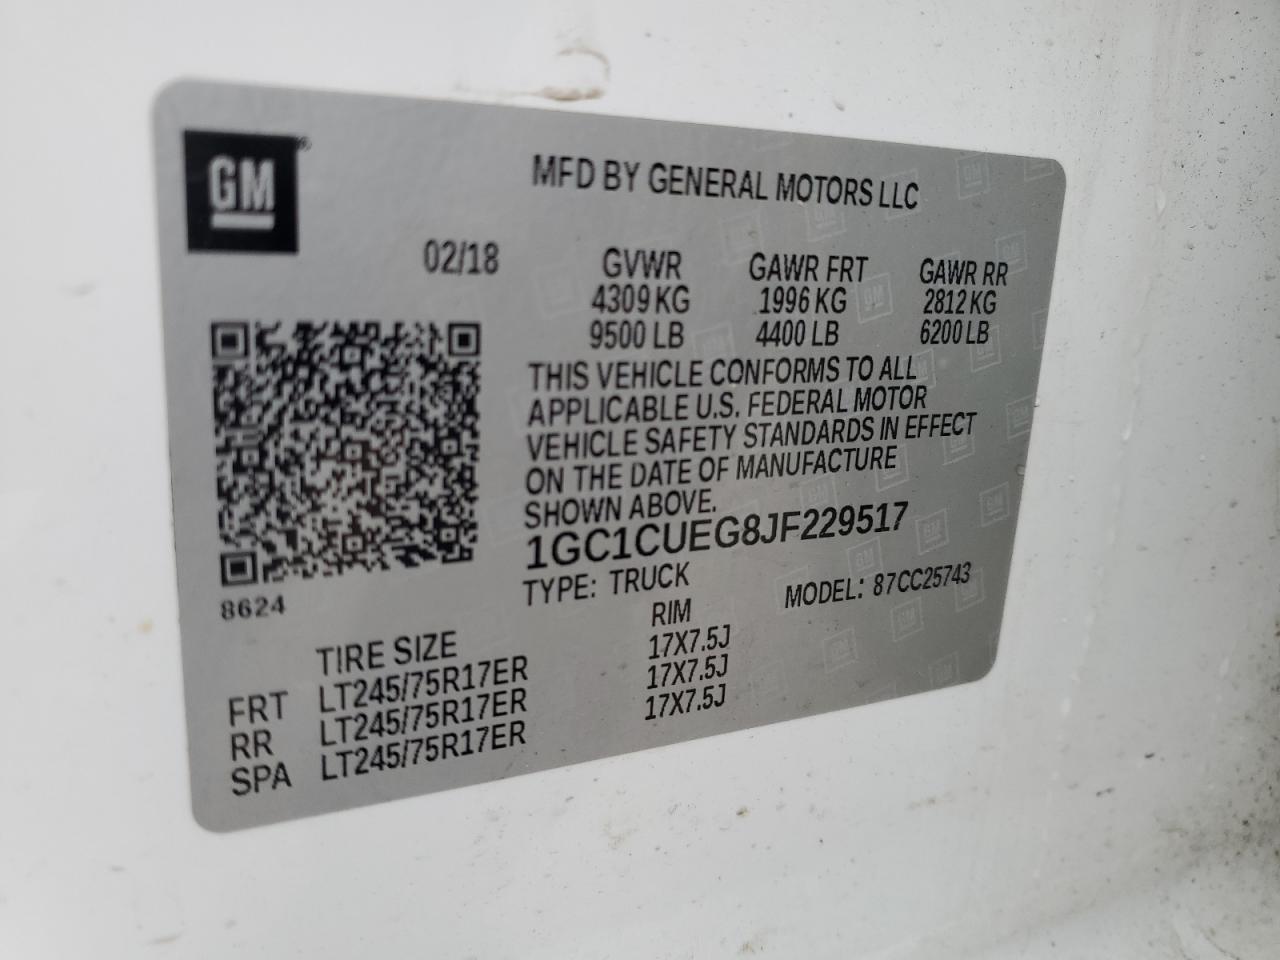 GM®
MFD BY GENERAL MOTORS LLC
02/18 GVWR GAWR FRT GAWR RR
4309 KG 1996 KG 2812 KG
9500 LB 4400 LB 6200 LB
THIS VEHICLE CONFORMS TO ALL
APPLICABLE U.S. FEDERAL MOTOR
VEHICLE SAFETY STANDARDS IN EFFECT
ON THE DATE OF MANUFACTURE
SHOWN ABOVE.
1GC1CUEG8JF229517
TYPE: TRUCK MODEL: 87CC25743
8624
TIRE SIZE RIM
FRT LT245/75R17ER 17X7.5J
RR LT245/75R17ER 17X7.5J
SPA LT245/75R17ER 17X7.5J